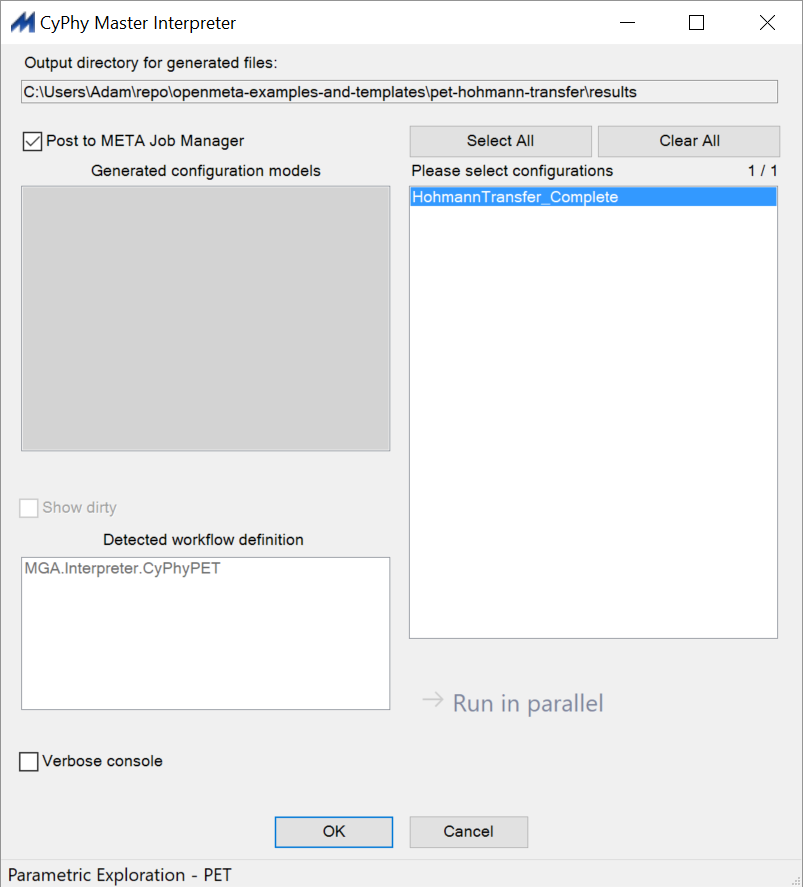 CyPhy Master Interpreter
Output directory for generated files:
C:\Users\Adam\repo\openmeta-examples-and-templates\pet-hohmann-transfer\results
Post to META Job Manager
Select All
Clear All
Generated configuration models
Please select configurations
1 / 1
HohmannTransfer_Complete
Show dirty
Detected workflow definition
MGA.Interpreter.CyPhyPET
Run in parallel
Verbose console
OK
Cancel
Parametric Exploration - PET